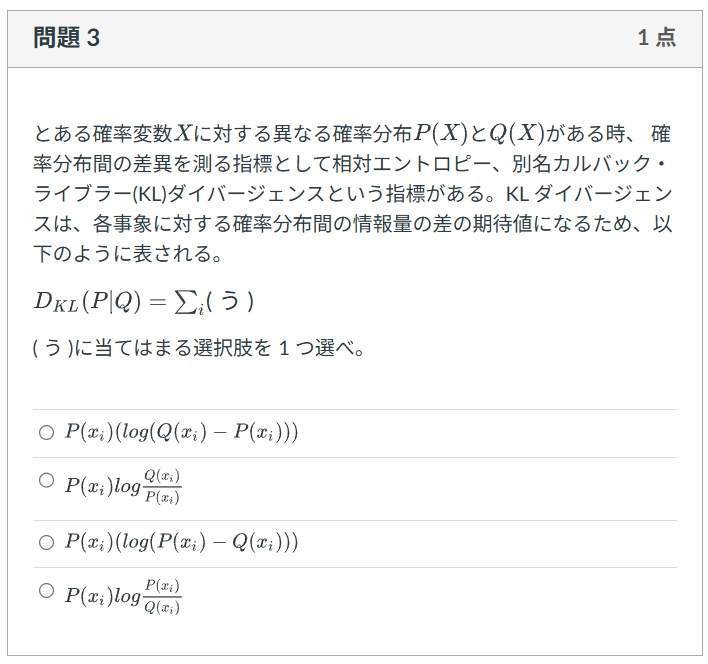 問題 3
1 点
とある確率変数Xに対する異なる確率分布P(X)とQ(X)がある時、 確
率分布間の差異を測る指標として相対エントロピー、別名カルバック・
ライブラー(KL)ダイバージェンスという指標がある。KL ダイバージェン
スは、各事象に対する確率分布間の情報量の差の期待値になるため、以
下のように表される。
D_{KL}(P|Q) = ∑_i( う )
( う )に当てはまる選択肢を 1 つ選べ。
P(x_i)(log(Q(x_i) − P(x_i)))
P(x_i)log\frac{Q(x_i)}{P(x_i)}
P(x_i)(log(P(x_i) − Q(x_i)))
P(x_i)log\frac{P(x_i)}{Q(x_i)}